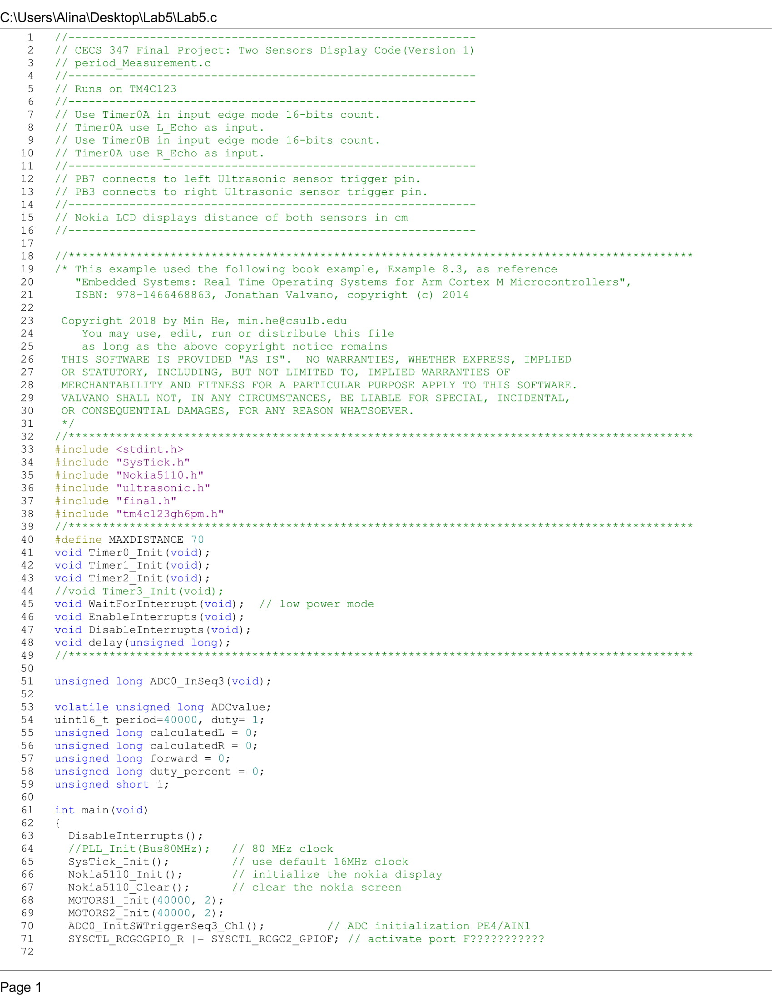 C:\Users\Alina\Desktop\Lab5\Lab5.c
1 //------------------------------------------------------------
2 // CECS 347 Final Project: Two Sensors Display Code(Version 1)
3 // period_Measurement.c
4 //------------------------------------------------------------
5 // Runs on TM4C123
6 //------------------------------------------------------------
7 // Use Timer0A in input edge mode 16-bits count.
8 // Timer0A use L_Echo as input.
9 // Use Timer0B in input edge mode 16-bits count.
10 // Timer0A use R_Echo as input.
11 //------------------------------------------------------------
12 // PB7 connects to left Ultrasonic sensor trigger pin.
13 // PB3 connects to right Ultrasonic sensor trigger pin.
14 //------------------------------------------------------------
15 // Nokia LCD displays distance of both sensors in cm
16 //------------------------------------------------------------
17
18 //********************************************************************************************
19 /* This example used the following book example, Example 8.3, as reference
20 "Embedded Systems: Real Time Operating Systems for Arm Cortex M Microcontrollers",
21 ISBN: 978-1466468863, Jonathan Valvano, copyright (c) 2014
22
23 Copyright 2018 by Min He, min.he@csulb.edu
24 You may use, edit, run or distribute this file
25 as long as the above copyright notice remains
26 THIS SOFTWARE IS PROVIDED "AS IS".  NO WARRANTIES, WHETHER EXPRESS, IMPLIED
27 OR STATUTORY, INCLUDING, BUT NOT LIMITED TO, IMPLIED WARRANTIES OF
28 MERCHANTABILITY AND FITNESS FOR A PARTICULAR PURPOSE APPLY TO THIS SOFTWARE.
29 VALVANO SHALL NOT, IN ANY CIRCUMSTANCES, BE LIABLE FOR SPECIAL, INCIDENTAL,
30 OR CONSEQUENTIAL DAMAGES, FOR ANY REASON WHATSOEVER.
31 */
32 //********************************************************************************************
33 #include <stdint.h>
34 #include "SysTick.h"
35 #include "Nokia5110.h"
36 #include "ultrasonic.h"
37 #include "final.h"
38 #include "tm4c123gh6pm.h"
39 //********************************************************************************************
40 #define MAXDISTANCE 70
41 void Timer0_Init(void);
42 void Timer1_Init(void);
43 void Timer2_Init(void);
44 //void Timer3_Init(void);
45 void WaitForInterrupt(void);  // low power mode
46 void EnableInterrupts(void);
47 void DisableInterrupts(void);
48 void delay(unsigned long);
49 //********************************************************************************************
50
51 unsigned long ADC0_InSeq3(void);
52
53 volatile unsigned long ADCvalue;
54 uint16_t period=40000, duty= 1;
55 unsigned long calculatedL = 0;
56 unsigned long calculatedR = 0;
57 unsigned long forward = 0;
58 unsigned long duty_percent = 0;
59 unsigned short i;
60
61 int main(void)
62 {
63 DisableInterrupts();
64 //PLL_Init(Bus80MHz);   // 80 MHz clock
65 SysTick_Init();         // use default 16MHz clock
66 Nokia5110_Init();       // initialize the nokia display
67 Nokia5110_Clear();      // clear the nokia screen
68 MOTORS1_Init(40000, 2);
69 MOTORS2_Init(40000, 2);
70 ADC0_InitSWTriggerSeq3_Ch1();         // ADC initialization PE4/AIN1
71 SYSCTL_RCGCGPIO_R |= SYSCTL_RCGC2_GPIOF; // activate port F???????????
72
Page 1